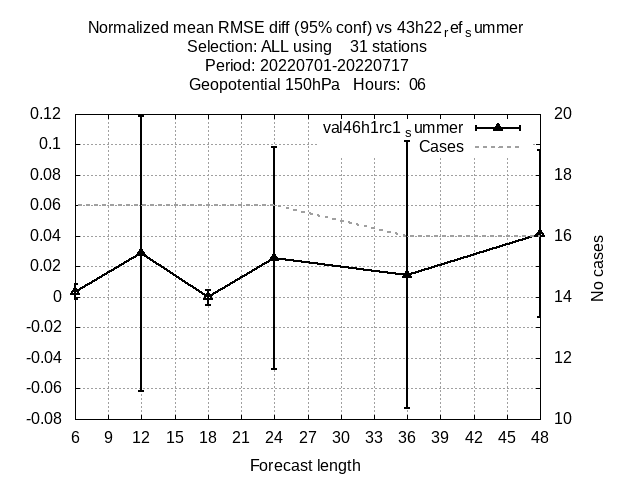 Normalized mean RMSE diff (95% conf) vs 43h22ref summer
Selection: ALL using 31 stations
Period: 20220701-20220717
Geopotential 150hPa Hours: 06
0.12
0.1
0.08
0.06
0.04
0.02
0
-0.02
-0.04
-0.06
-0.08
20
18
16
14
12
10
val46h1rc1summer
Cases
No cases
6 9 12 15 18 21 24 27 30 33 36 39 42 45 48
Forecast length